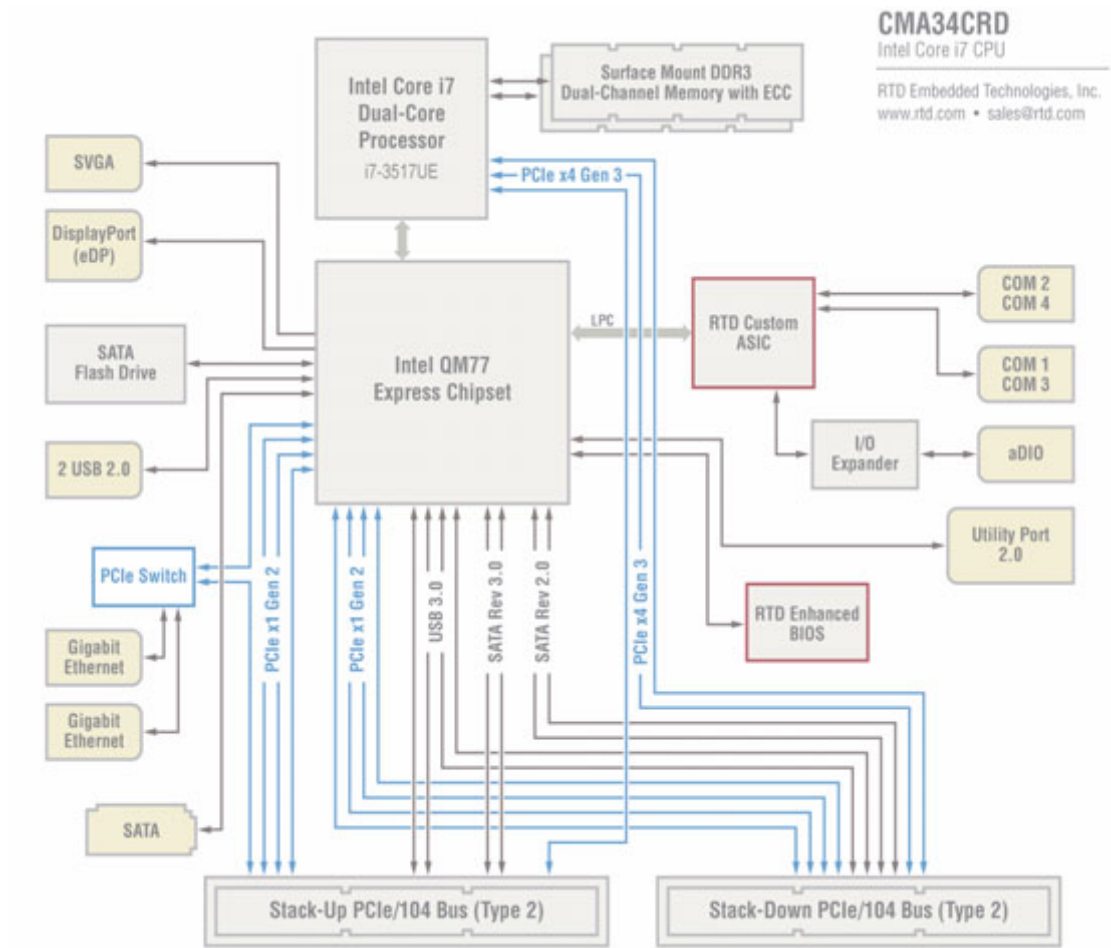 CMA34CRD
Intel Core i7 CPU
RTD Embedded Technologies, Inc.
www.rtd.com • sales@rtd.com
Intel Core i7
Dual-Core
Processor
i7-3517UE
Surface Mount DDR3
Dual-Channel Memory with ECC
SVGA
PCIe x4 Gen 3
DisplayPort
(eDP)
COM 2
COM 4
LPC
RTD Custom
ASIC
SATA
Flash Drive
Intel QM77
Express Chipset
COM 1
COM 3
I/O
Expander
aDIO
2 USB 2.0
Utility Port
2.0
PCIe Switch
PCIe x1 Gen 2
PCIe x1 Gen 2
USB 3.0
SATA Rev 3.0
SATA Rev 2.0
PCIe x4 Gen 3
RTD Enhanced
BIOS
Gigabit
Ethernet
Gigabit
Ethernet
SATA
Stack-Up PCIe/104 Bus (Type 2)
Stack-Down PCIe/104 Bus (Type 2)